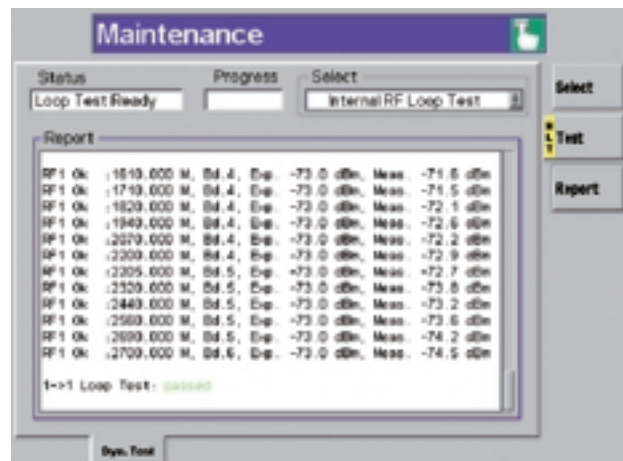 Maintenance
Status
Progress
Select
Loop Test Ready
Internal RF Loop Test
Select
Test
Report
Report
RF1 Ok :1610.000 M, Bd.4, Exp. -73.0 dBm, Meas. -71.6 dBm
RF1 Ok :1710.000 M, Bd.4, Exp. -73.0 dBm, Meas. -71.5 dBm
RF1 Ok :1820.000 M, Bd.4, Exp. -73.0 dBm, Meas. -72.1 dBm
RF1 Ok :1940.000 M, Bd.4, Exp. -73.0 dBm, Meas. -72.6 dBm
RF1 Ok :2070.000 M, Bd.4, Exp. -73.0 dBm, Meas. -72.2 dBm
RF1 Ok :2200.000 M, Bd.4, Exp. -73.0 dBm, Meas. -72.9 dBm
RF1 Ok :2205.000 M, Bd.5, Exp. -73.0 dBm, Meas. -72.7 dBm
RF1 Ok :2320.000 M, Bd.5, Exp. -73.0 dBm, Meas. -73.8 dBm
RF1 Ok :2440.000 M, Bd.5, Exp. -73.0 dBm, Meas. -73.2 dBm
RF1 Ok :2560.000 M, Bd.5, Exp. -73.0 dBm, Meas. -73.6 dBm
RF1 Ok :2690.000 M, Bd.5, Exp. -73.0 dBm, Meas. -74.2 dBm
RF1 Ok :2700.000 M, Bd.6, Exp. -73.0 dBm, Meas. -74.5 dBm
1->1 Loop Test: passed
Dyn. Test